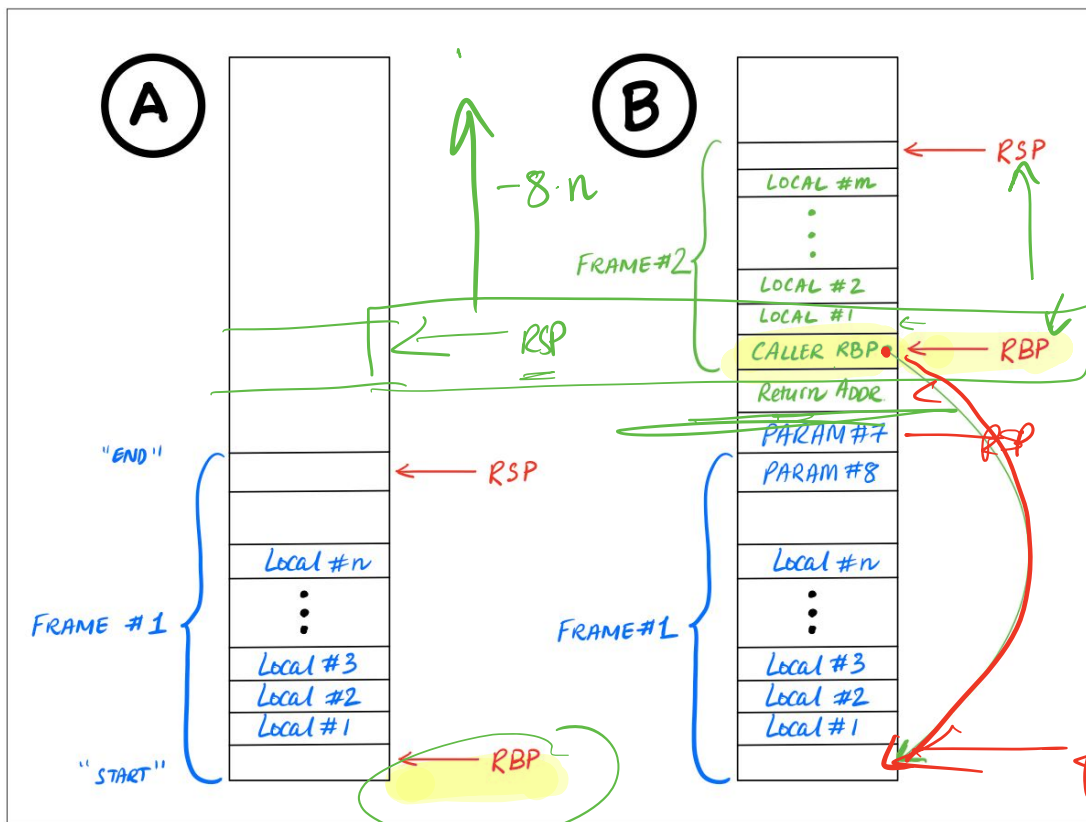 A
-8·n
RSP
"END"
RSP
FRAME #1
Local #n
Local #3
Local #2
Local #1
"START"
RBP
B
RSP
LOCAL #m
FRAME #2
LOCAL #2
LOCAL #1
CALLER RBP
RBP
Return ADDR.
PARAM #7
PARAM #8
Local #n
FRAME #1
Local #3
Local #2
Local #1